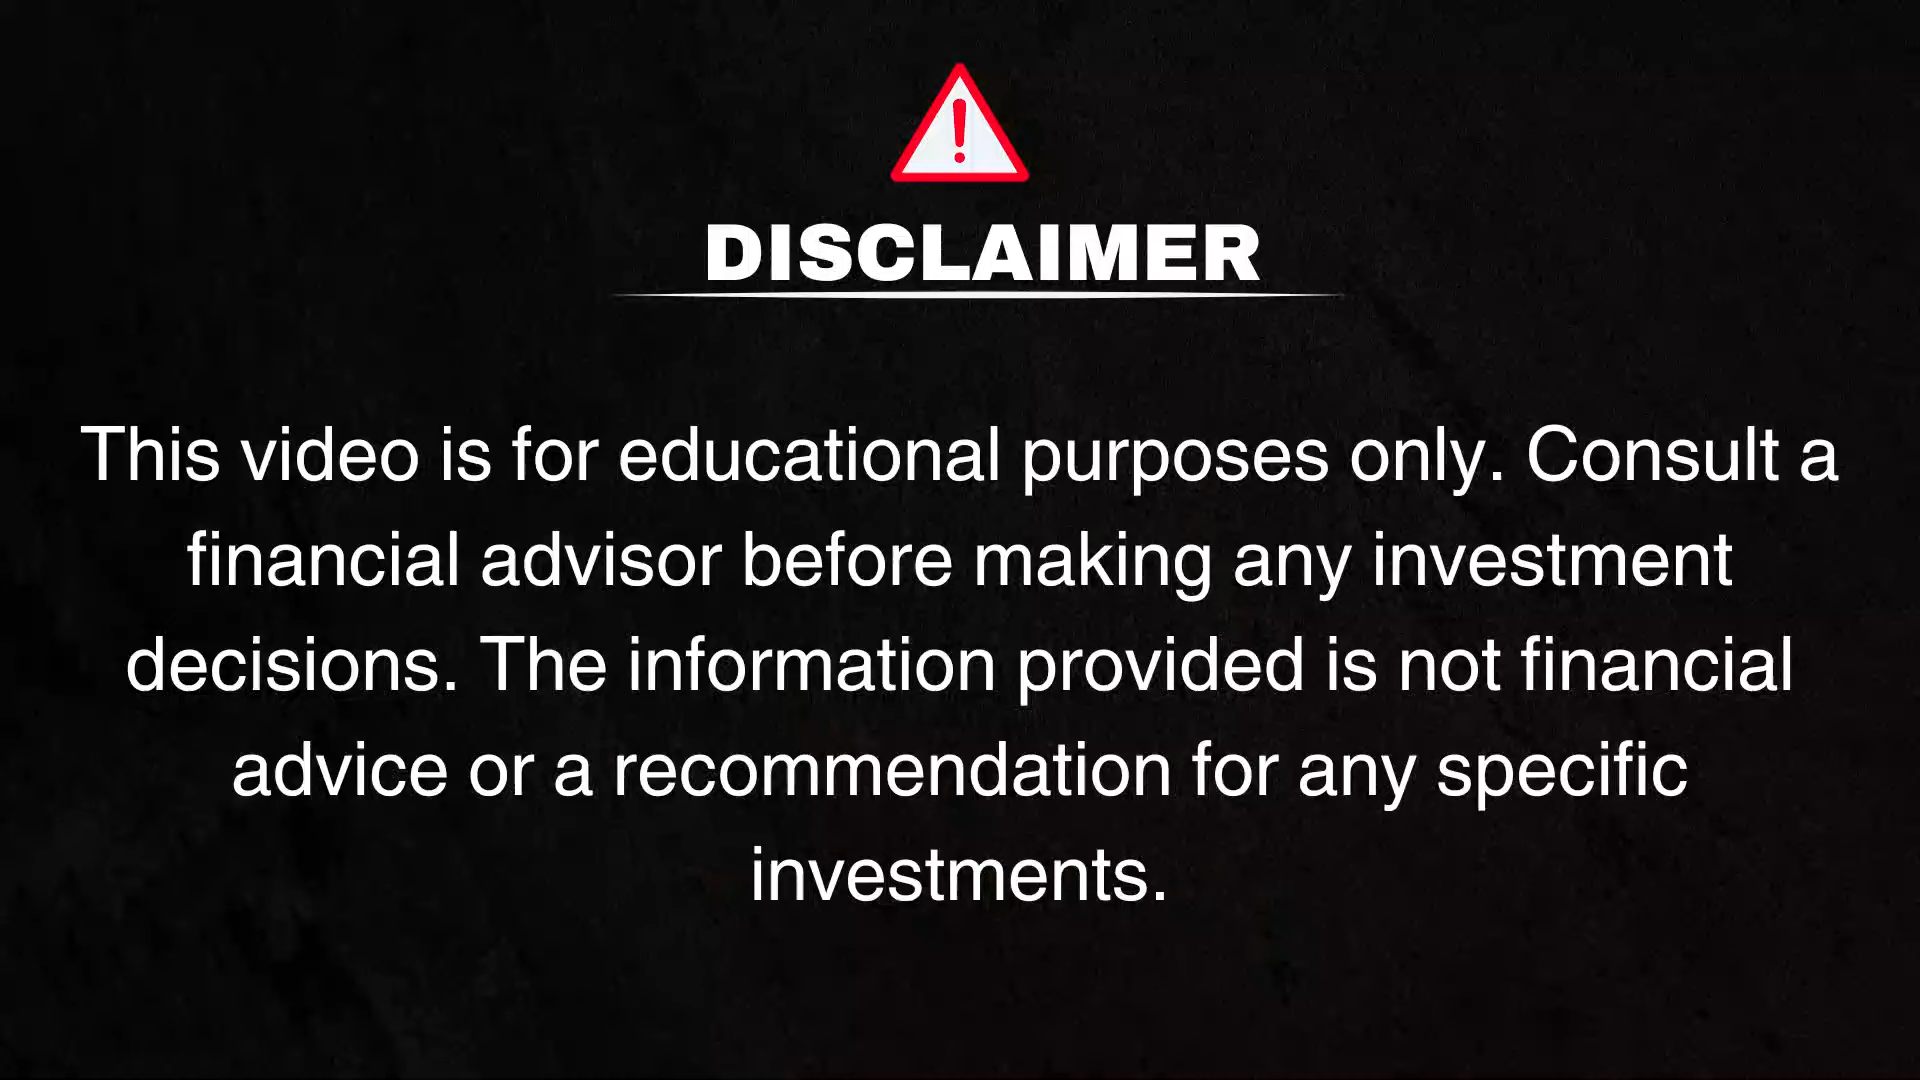 DISCLAIMER
This video is for educational purposes only. Consult a
financial advisor before making any investment
decisions. The information provided is not financial
advice or a recommendation for any specific
investments.